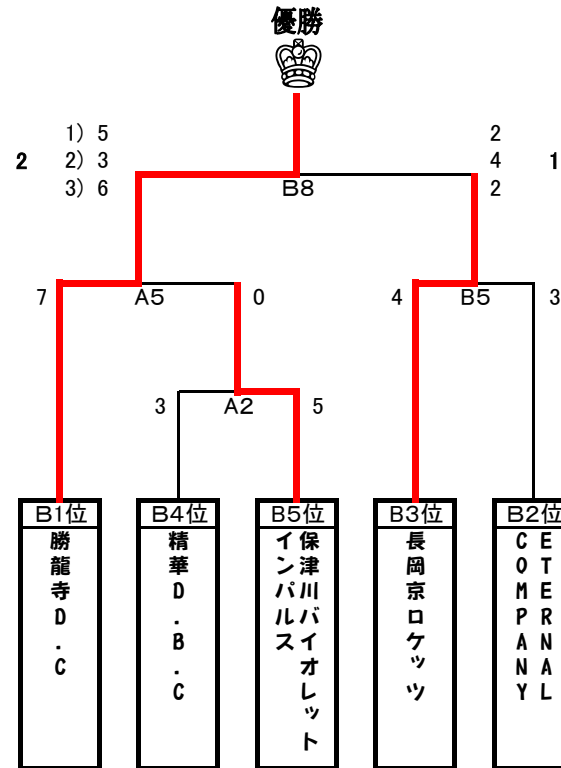 優勝
1) 5
2) 3
3) 6
2
2
4
2
1
B8
7
A5
0
4
B5
3
3
A2
5
B1位
勝龍寺D.C
B4位
精華D.B.C
B5位
保津川バイオレット
インパルス
B3位
長岡京ロケッツ
B2位
ETERNAL
COMPANY